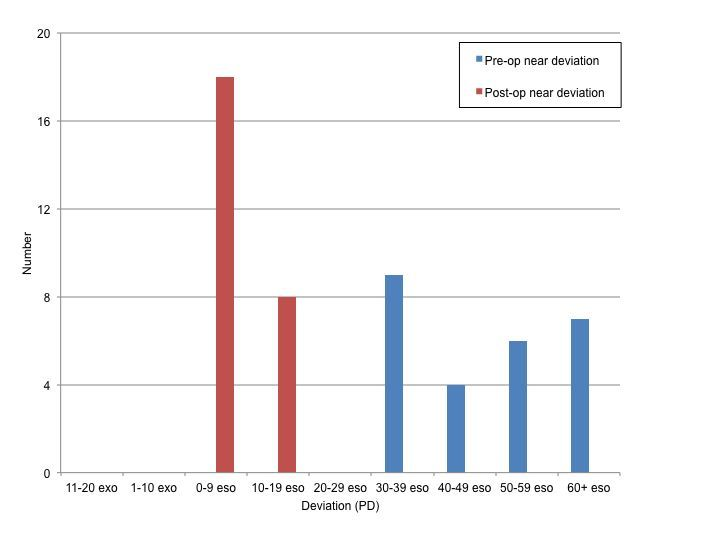 20
Pre-op near deviation
Post-op near deviation
16
12
Number
8
4
0
11-20 exo 1-10 exo 0-9 eso 10-19 eso 20-29 eso 30-39 eso 40-49 eso 50-59 eso 60+ eso
Deviation (PD)